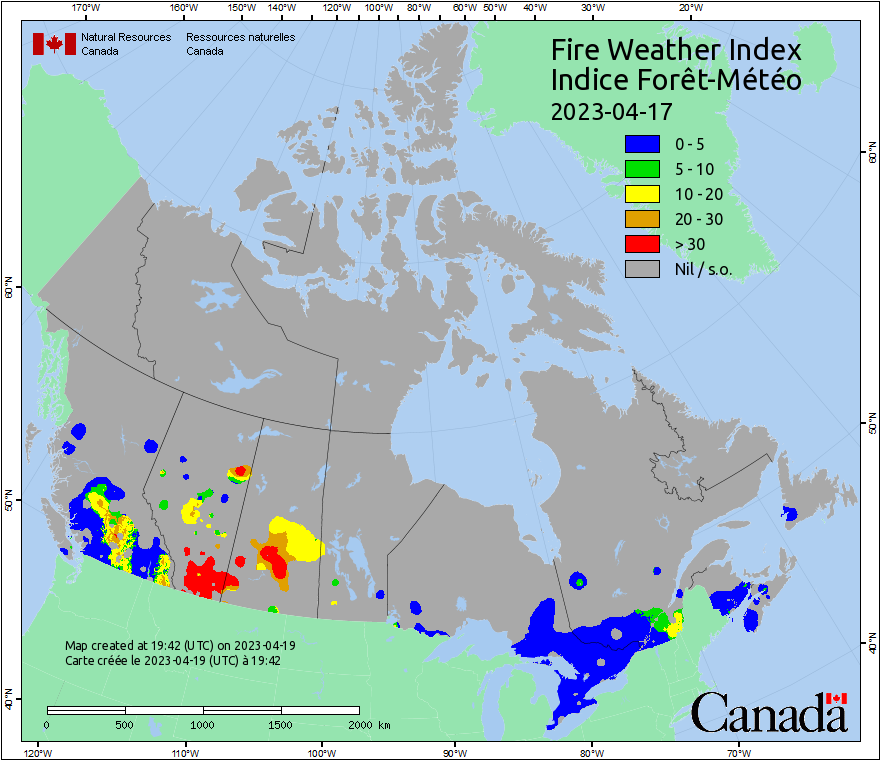 170°W 160°W 150°W 140°W 120°W 100°W 80°W 60°W 50°W 40°W 30°W 20°W
Natural Resources Ressources naturelles
Canada Canada
Fire Weather Index
Indice Forêt-Météo
2023-04-17
0 - 5
5 - 10
10 - 20
20 - 30
> 30
Nil / s.o.
60°N 60°N
50°N 50°N
40°N 40°N
Map created at 19:42 (UTC) on 2023-04-19
Carte créée le 2023-04-19 (UTC) à 19:42
0 500 1000 1500 2000 km
Canada
120°W 110°W 100°W 90°W 80°W 70°W